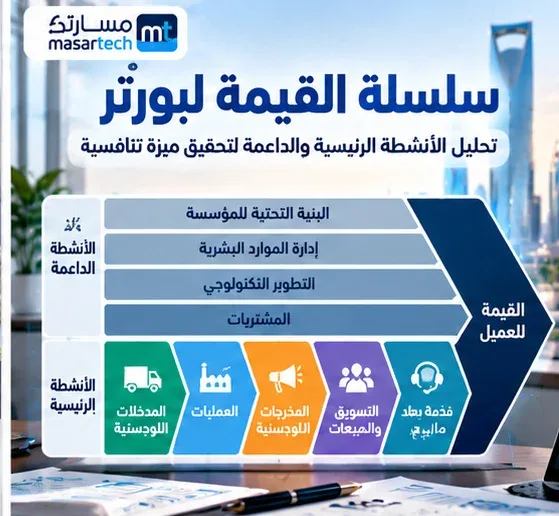 مسارتك
masartech
mt
سلسلة القيمة لبورتر
تحليل الأنشطة الرئيسية والداعمة لتحقيق ميزة تنافسية
الأنشطة
الداعمة
البنية التحتية للمؤسسة
إدارة الموارد البشرية
التطوير التكنولوجي
المشتريات
القيمة
للعميل
الأنشطة
الرئيسية
المدخلات
اللوجستية
العمليات
المخرجات
اللوجستية
التسويق
والمبيعات